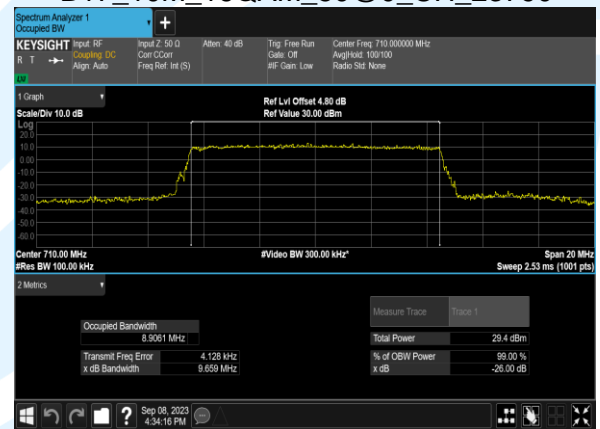 Spectrum Analyzer 1
Occupied BW
KEYSIGHT
R T
LXI
Input: RF
Coupling: DC
Align: Auto
Input Z: 50 Ω
Corr CCorr
Freq Ref: Int (S)
Atten: 40 dB
Trig: Free Run
Gate: Off
#IF Gain: Low
Center Freq: 710.000000 MHz
Avg|Hold: 100/100
Radio Std: None
1 Graph
Scale/Div 10.0 dB
Ref Lvl Offset 4.80 dB
Ref Value 30.00 dBm
Log
20.0
10.0
0.00
-10.0
-20.0
-30.0
-40.0
-50.0
-60.0
Center 710.00 MHz
#Video BW 300.00 kHz*
Span 20 MHz
#Res BW 100.00 kHz
Sweep 2.53 ms (1001 pts)
2 Metrics
Measure Trace Trace 1
Occupied Bandwidth
8.9061 MHz
Total Power 29.4 dBm
Transmit Freq Error 4.128 kHz
% of OBW Power 99.00 %
x dB Bandwidth 9.659 MHz
x dB -26.00 dB
?
Sep 08, 2023
4:34:16 PM